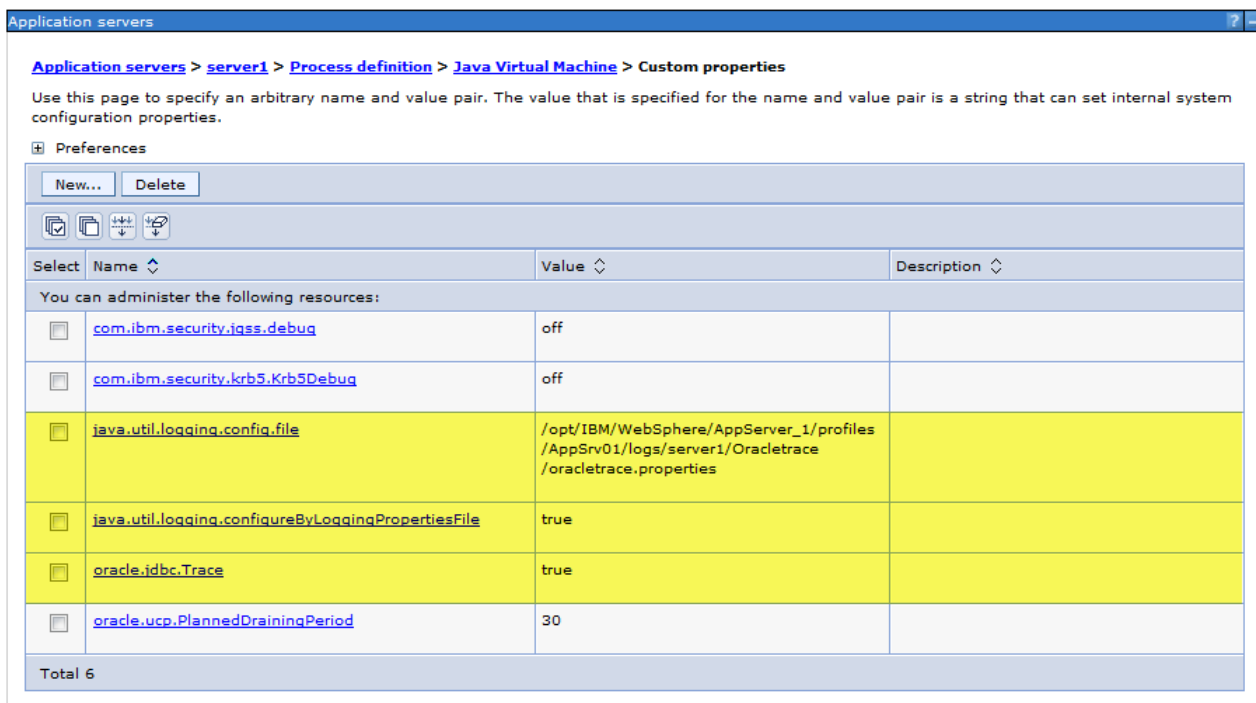 Application servers ? –
Application servers > server1 > Process definition > Java Virtual Machine > Custom properties
Use this page to specify an arbitrary name and value pair. The value that is specified for the name and value pair is a string that can set internal system
configuration properties.
Preferences
New... Delete
Select Name Value Description
You can administer the following resources:
com.ibm.security.jgss.debug off
com.ibm.security.krb5.Krb5Debug off
java.util.logging.config.file /opt/IBM/WebSphere/AppServer_1/profiles
/AppSrv01/logs/server1/Oracletrace
/oracletrace.properties
java.util.logging.configureByLoggingPropertiesFile true
oracle.jdbc.Trace true
oracle.ucp.PlannedDrainingPeriod 30
Total 6